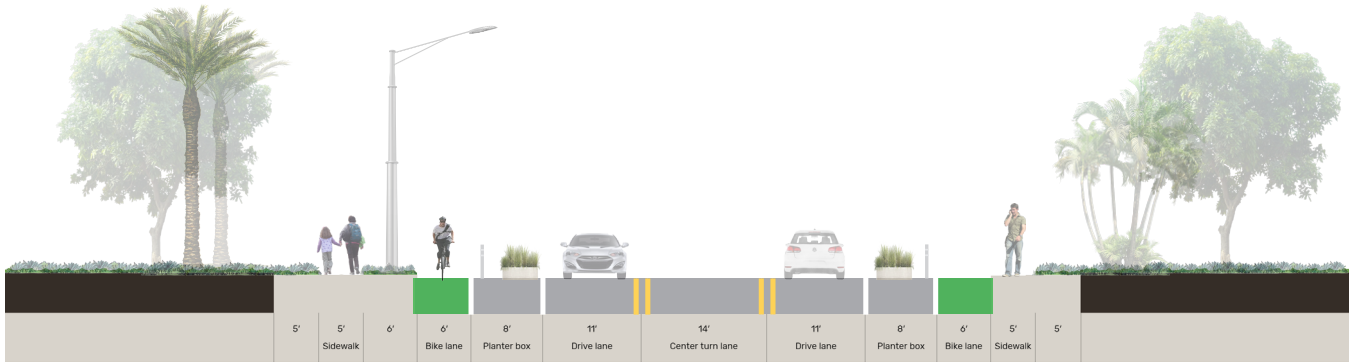 5' 5' 6' 6' 8' 11' 14' 11' 8' 6' 5' 5'
Sidewalk Bike lane Planter box Drive lane Center turn lane Drive lane Planter box Bike lane Sidewalk